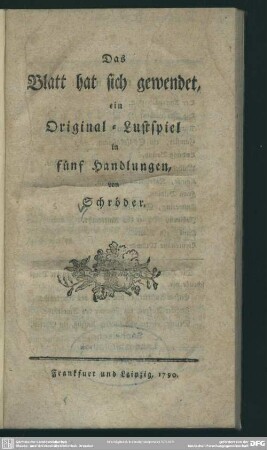 Das
Blatt hat sich gewendet,
ein
Original-Lustspiel
in
fünf Handlungen,
von
Schröder.
Frankfurt und Leipzig, 1790.